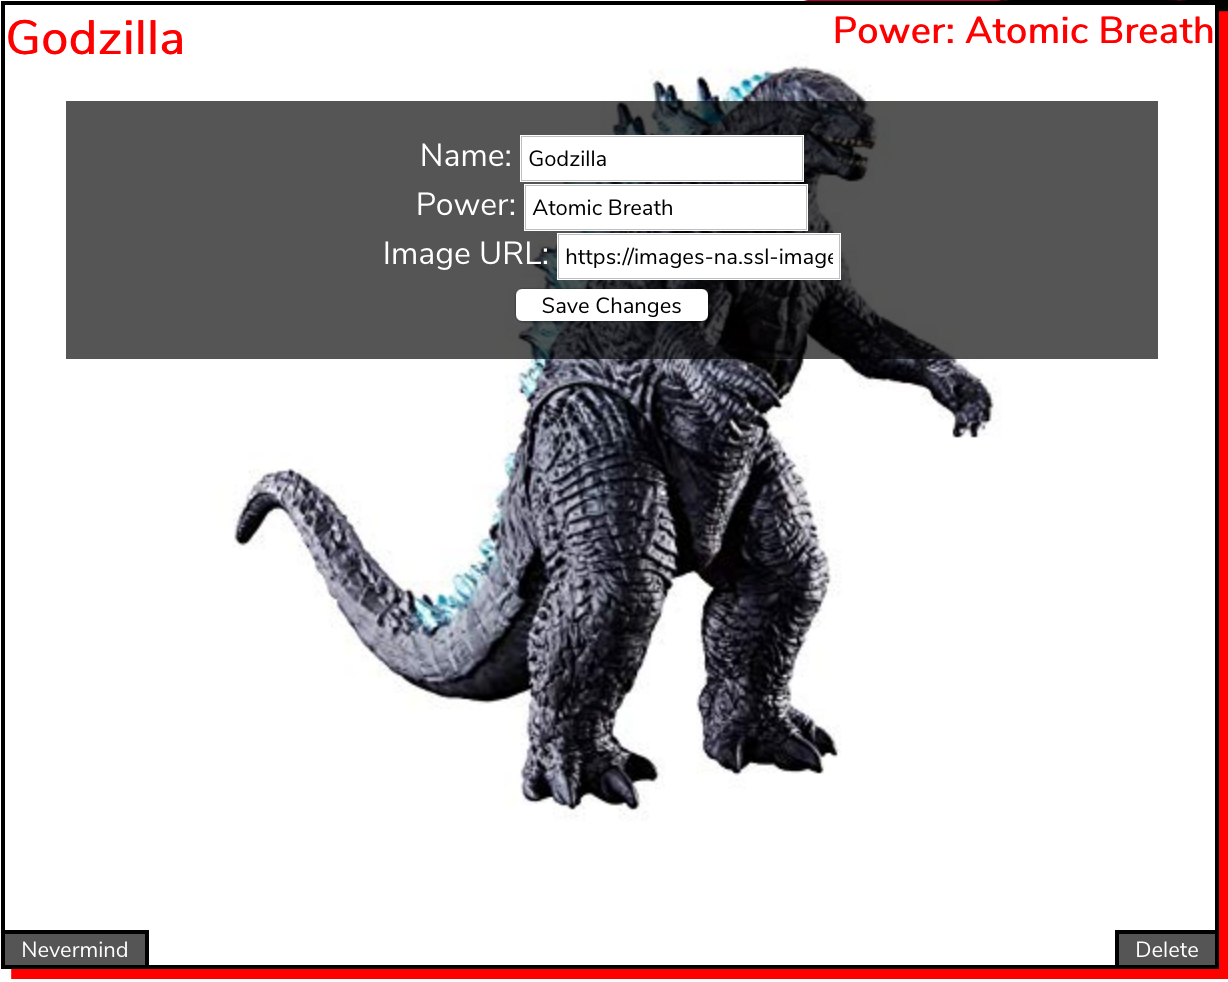 Godzilla
Power: Atomic Breath
Name: Godzilla
Power: Atomic Breath
Image URL: https://images-na.ssl-image
Save Changes
Nevermind
Delete